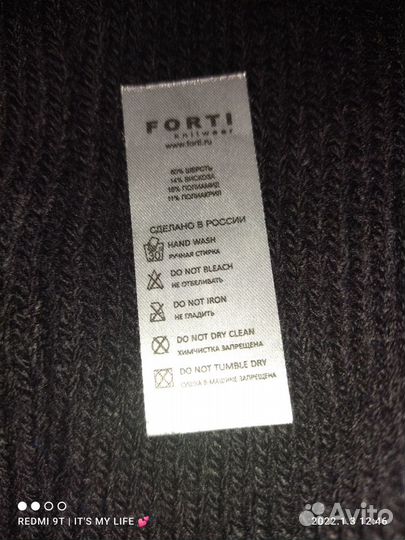 FORTI
knitwear
www.forti.ru
60% ШЕРСТЬ
14% ВИСКОЗА
15% ПОЛИАМИД
11% ПОЛИАКРИЛ
СДЕЛАНО В РОССИИ
30
HAND WASH
РУЧНАЯ СТИРКА
DO NOT BLEACH
НЕ ОТБЕЛИВАТЬ
DO NOT IRON
НЕ ГЛАДИТЬ
DO NOT DRY CLEAN
ХИМЧИСТКА ЗАПРЕЩЕНА
DO NOT TUMBLE DRY
СУШКА В МАШИНЕ ЗАПРЕЩЕНА
REDMI 9T | IT'S MY LIFE 💕
2022.1.3 12:46
Avito